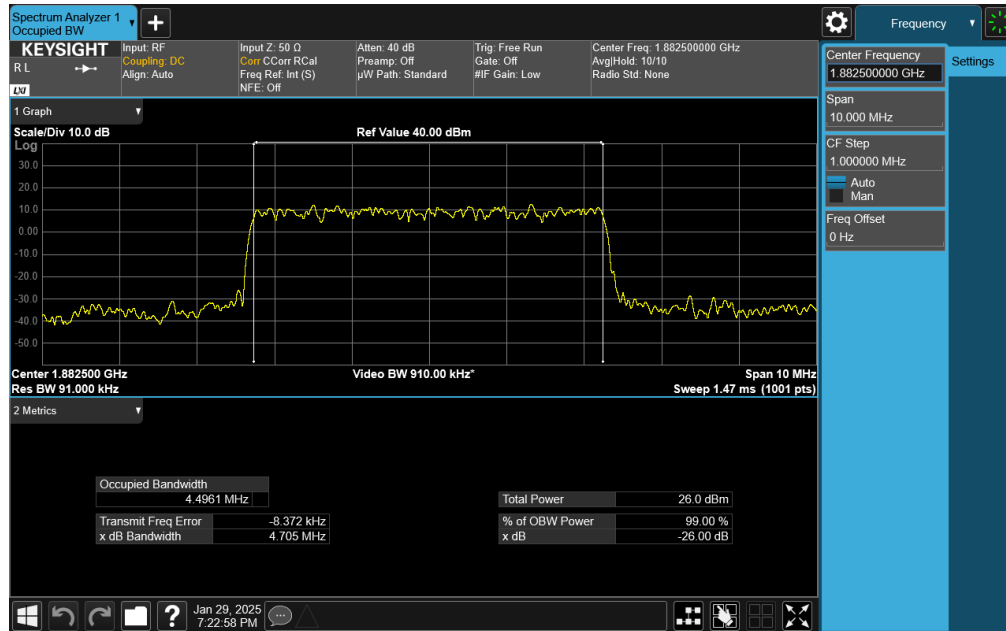 Spectrum Analyzer 1
Occupied BW
+
Frequency
KEYSIGHT
R L
LXI
Input: RF
Coupling: DC
Align: Auto
Input Z: 50 Ω
Corr CCorr RCal
Freq Ref: Int (S)
NFE: Off
Atten: 40 dB
Preamp: Off
µW Path: Standard
Trig: Free Run
Gate: Off
#IF Gain: Low
Center Freq: 1.882500000 GHz
Avg|Hold: 10/10
Radio Std: None
Center Frequency
1.882500000 GHz
Settings
Span
10.000 MHz
CF Step
1.000000 MHz
Auto
Man
Freq Offset
0 Hz
1 Graph
Scale/Div 10.0 dB
Ref Value 40.00 dBm
Log
30.0
20.0
10.0
0.00
-10.0
-20.0
-30.0
-40.0
-50.0
Center 1.882500 GHz
Video BW 910.00 kHz*
Span 10 MHz
Res BW 91.000 kHz
Sweep 1.47 ms (1001 pts)
2 Metrics
Occupied Bandwidth
4.4961 MHz
Total Power 26.0 dBm
Transmit Freq Error -8.372 kHz
% of OBW Power 99.00 %
x dB Bandwidth 4.705 MHz
x dB -26.00 dB
?
Jan 29, 2025
7:22:58 PM